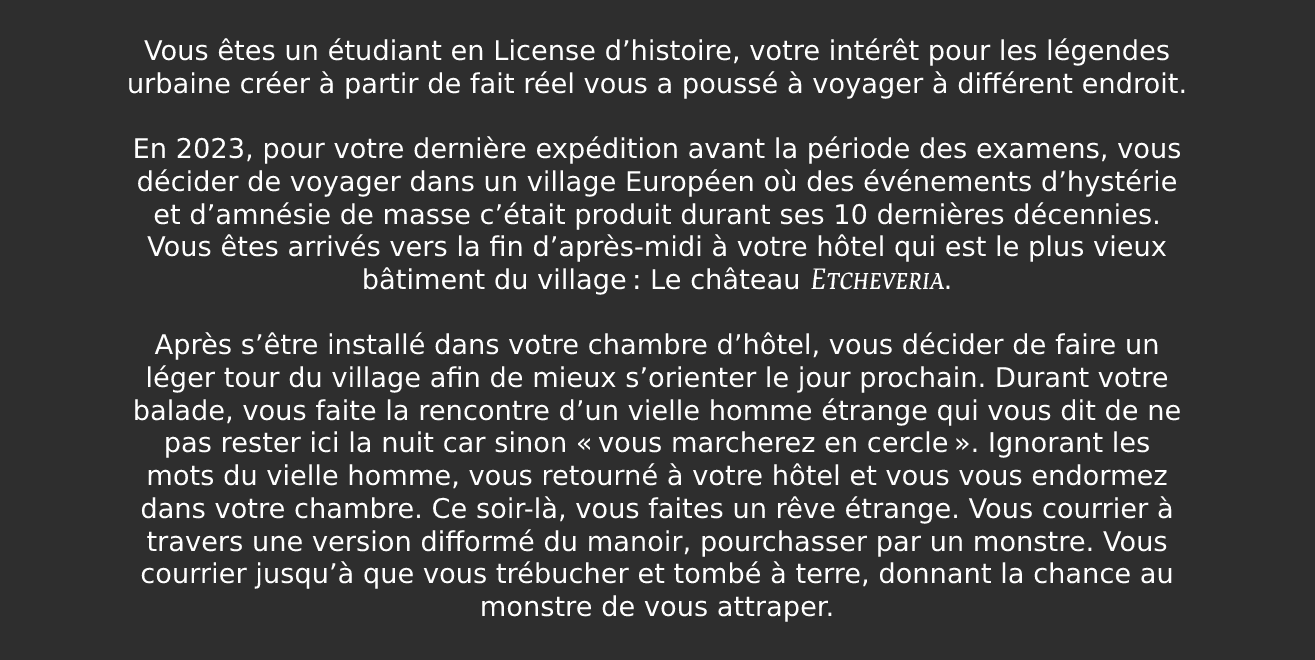 Vous êtes un étudiant en License d’histoire, votre intérêt pour les légendes
urbaine créer à partir de fait réel vous a poussé à voyager à différent endroit.
En 2023, pour votre dernière expédition avant la période des examens, vous
décider de voyager dans un village Européen où des événements d’hystérie
et d’amnésie de masse c’était produit durant ses 10 dernières décennies.
Vous êtes arrivés vers la fin d’après-midi à votre hôtel qui est le plus vieux
bâtiment du village : Le château ETCHEVERIA.
Après s’être installé dans votre chambre d’hôtel, vous décider de faire un
léger tour du village afin de mieux s’orienter le jour prochain. Durant votre
balade, vous faite la rencontre d’un vielle homme étrange qui vous dit de ne
pas rester ici la nuit car sinon « vous marcherez en cercle ». Ignorant les
mots du vielle homme, vous retourné à votre hôtel et vous vous endormez
dans votre chambre. Ce soir-là, vous faites un rêve étrange. Vous courrier à
travers une version difformé du manoir, pourchasser par un monstre. Vous
courrier jusqu’à que vous trébucher et tombé à terre, donnant la chance au
monstre de vous attraper.